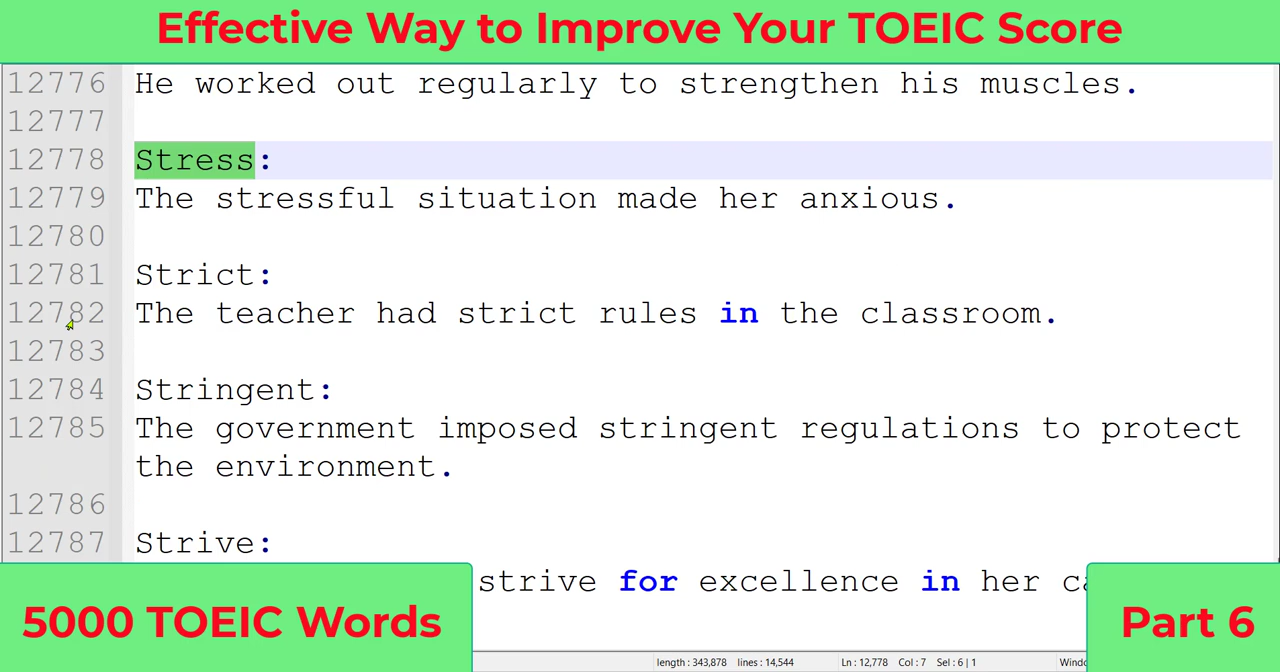 Effective Way to Improve Your TOEIC Score
12776 He worked out regularly to strengthen his muscles.
12777
12778 Stress:
12779 The stressful situation made her anxious.
12780
12781 Strict:
12782 The teacher had strict rules in the classroom.
12783
12784 Stringent:
12785 The government imposed stringent regulations to protect
the environment.
12786
12787 Strive:
strive for excellence in her
5000 TOEIC Words
Part 6
length : 343,878 lines : 14,544 Ln : 12,778 Col : 7 Sel : 6 | 1